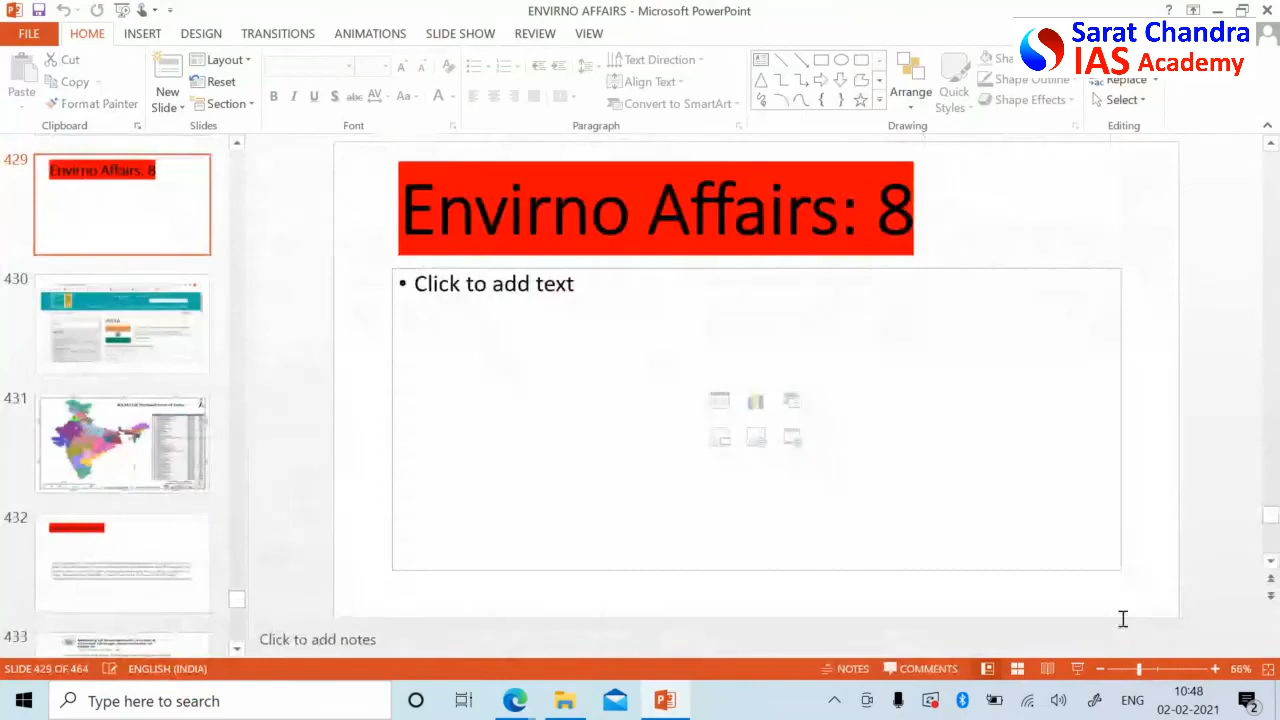 ENVIRNO AFFAIRS - Microsoft PowerPoint
Sarat Chandra
IAS Academy
FILE HOME INSERT DESIGN TRANSITIONS ANIMATIONS SLIDE SHOW REVIEW VIEW
Paste
Cut
Copy
Format Painter
Clipboard
New
Slide
Layout
Reset
Section
Slides
Font
Text Direction
Align Text
Convert to SmartArt
Paragraph
Arrange
Quick
Styles
Shape Outline
Shape Effects
Drawing
Replace
Select
Editing
429
Envirno Affairs: 8
430
431
432
433
Envirno Affairs: 8
• Click to add text
Click to add notes
SLIDE 429 OF 464 ENGLISH (INDIA) NOTES COMMENTS 66%
Type here to search
ENG
10:48
02-02-2021
2